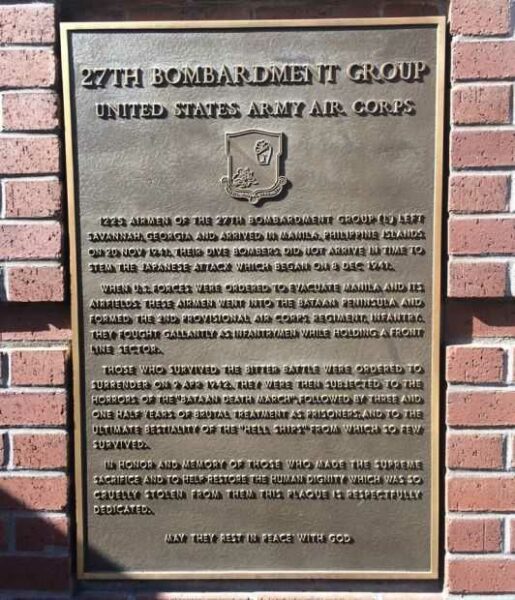 27TH BOMBARDMENT GROUP
UNITED STATES ARMY AIR CORPS
1225 AIRMEN OF THE 27TH BOMBARDMENT GROUP (L) LEFT
SAVANNAH, GEORGIA AND ARRIVED IN MANILA, PHILIPPINE ISLANDS
ON 20 NOV 1941. THEIR DIVE BOMBERS DID NOT ARRIVE IN TIME TO
STEM THE JAPANESE ATTACK WHICH BEGAN ON 8 DEC 1941.
WHEN U.S. FORCES WERE ORDERED TO EVACUATE MANILA AND ITS
AIRFIELDS THESE AIRMEN WENT INTO THE BATAAN PENINSULA AND
FORMED THE 2ND PROVISIONAL AIR CORPS REGIMENT, INFANTRY.
THEY FOUGHT GALLANTLY AS INFANTRYMEN WHILE HOLDING A FRONT
LINE SECTOR.
THOSE WHO SURVIVED THE BITTER BATTLE WERE ORDERED TO
SURRENDER ON 9 APR 1942. THEY WERE THEN SUBJECTED TO THE
HORRORS OF THE "BATAAN DEATH MARCH", FOLLOWED BY THREE AND
ONE HALF YEARS OF BRUTAL TREATMENT AS PRISONERS, AND TO THE
ULTIMATE BESTIALITY OF THE "HELL SHIPS" FROM WHICH SO FEW
SURVIVED.
IN HONOR AND MEMORY OF THOSE WHO MADE THE SUPREME
SACRIFICE AND TO HELP RESTORE THE HUMAN DIGNITY WHICH WAS SO
CRUELLY STOLEN FROM THEM THIS PLAQUE IS RESPECTFULLY
DEDICATED.
MAY THEY REST IN PEACE WITH GOD